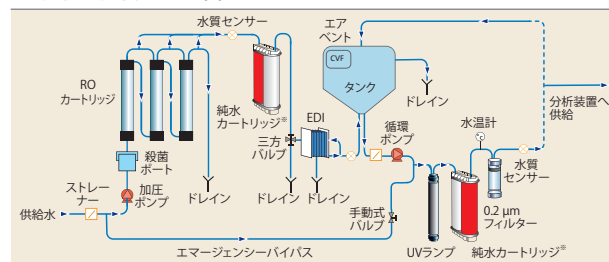 水質センサー
エア
ベント
CVF
タンク
RO
カートリッジ
純水
カートリッジ※
ドレイン
分析装置へ
供給
EDI
三方
バルブ
循環
ポンプ
水温計
殺菌
ポート
水質
センサー
ストレー
ナー
加圧
ポンプ
ドレイン
ドレイン
ドレイン
手動式
バルブ
0.2 µm
フィルター
供給水
エマージェンシーバイパス
UVランプ
純水カートリッジ※